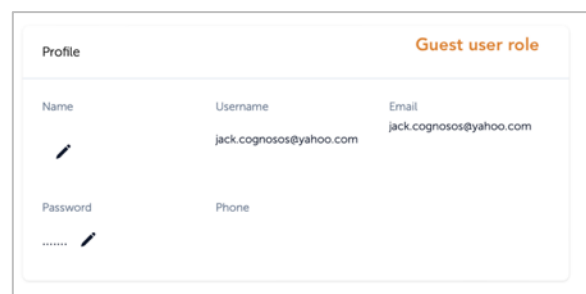 Profile
Guest user role
Name
Username
Email
jack.cognosos@yahoo.com
jack.cognosos@yahoo.com
Password
Phone
.......